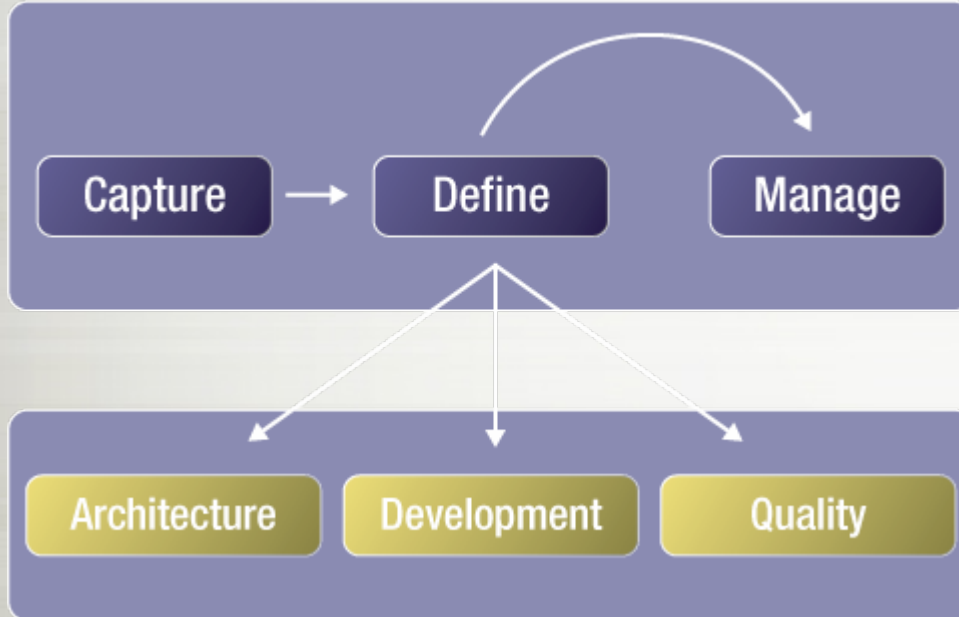 Capture
Define
Manage
Architecture
Development
Quality